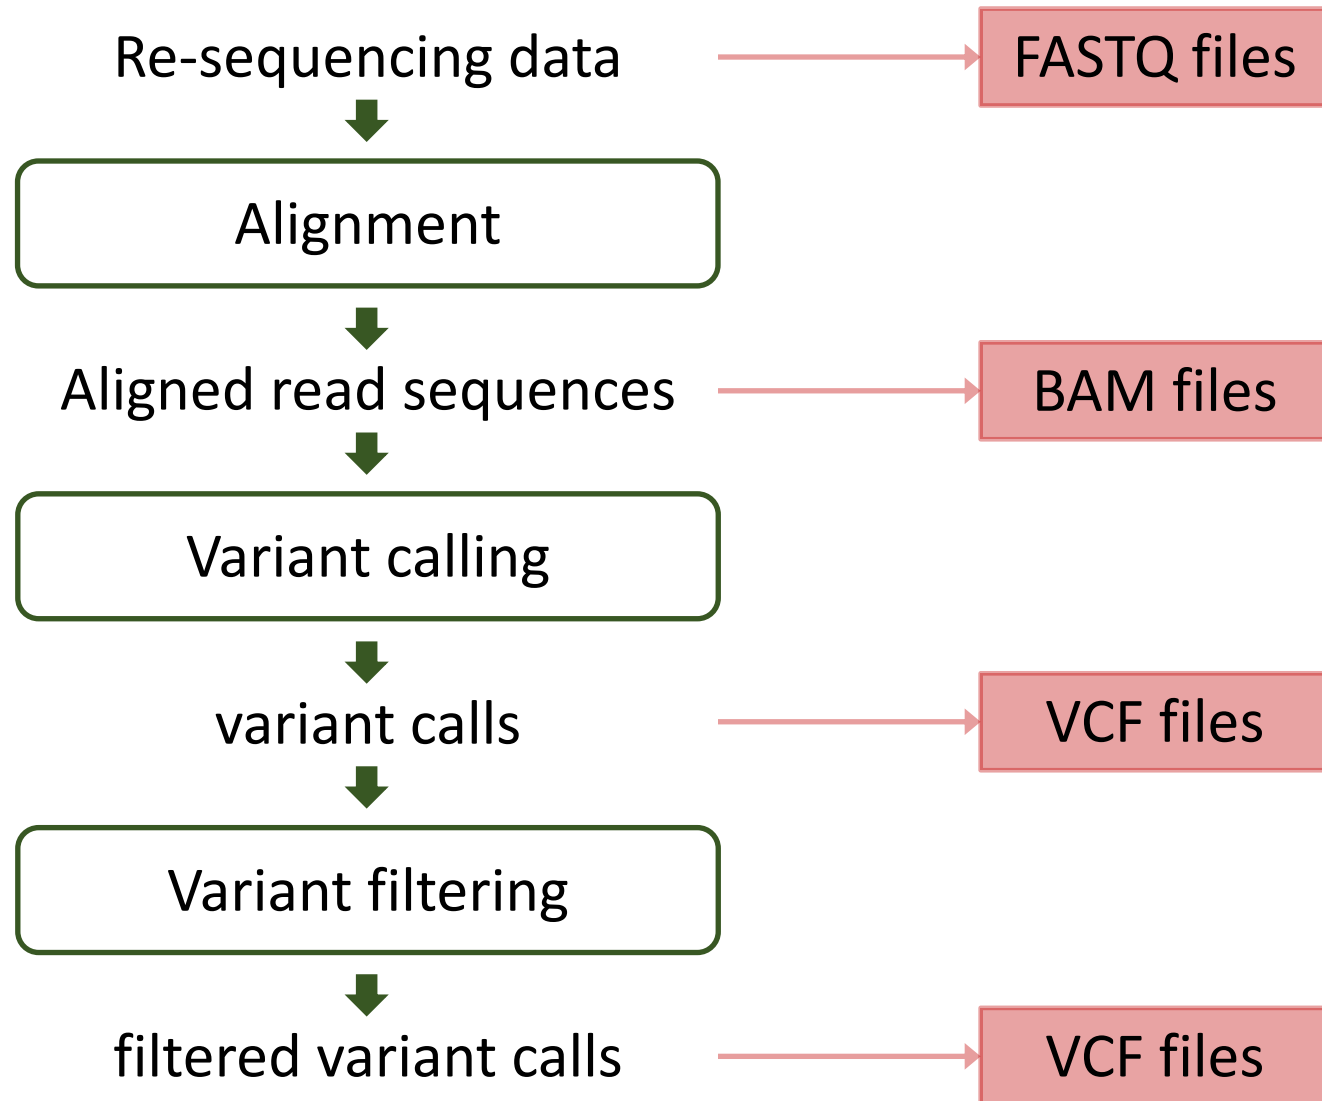 Re-sequencing data
FASTQ files
Alignment
Aligned read sequences
BAM files
Variant calling
variant calls
VCF files
Variant filtering
filtered variant calls
VCF files